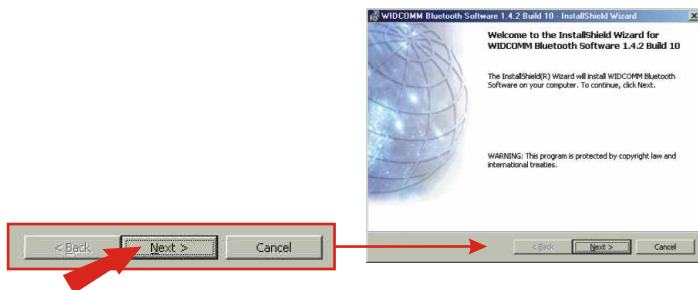 WIDCOMM Bluetooth Software 1.4.2 Build 10 - InstallShield Wizard
Welcome to the InstallShield Wizard for
WIDCOMM Bluetooth Software 1.4.2 Build 10
The InstallShield(R) Wizard will install WIDCOMM Bluetooth
Software on your computer. To continue, click Next.
WARNING: This program is protected by copyright law and
international treaties.
< Back Next > Cancel
< Back Next > Cancel